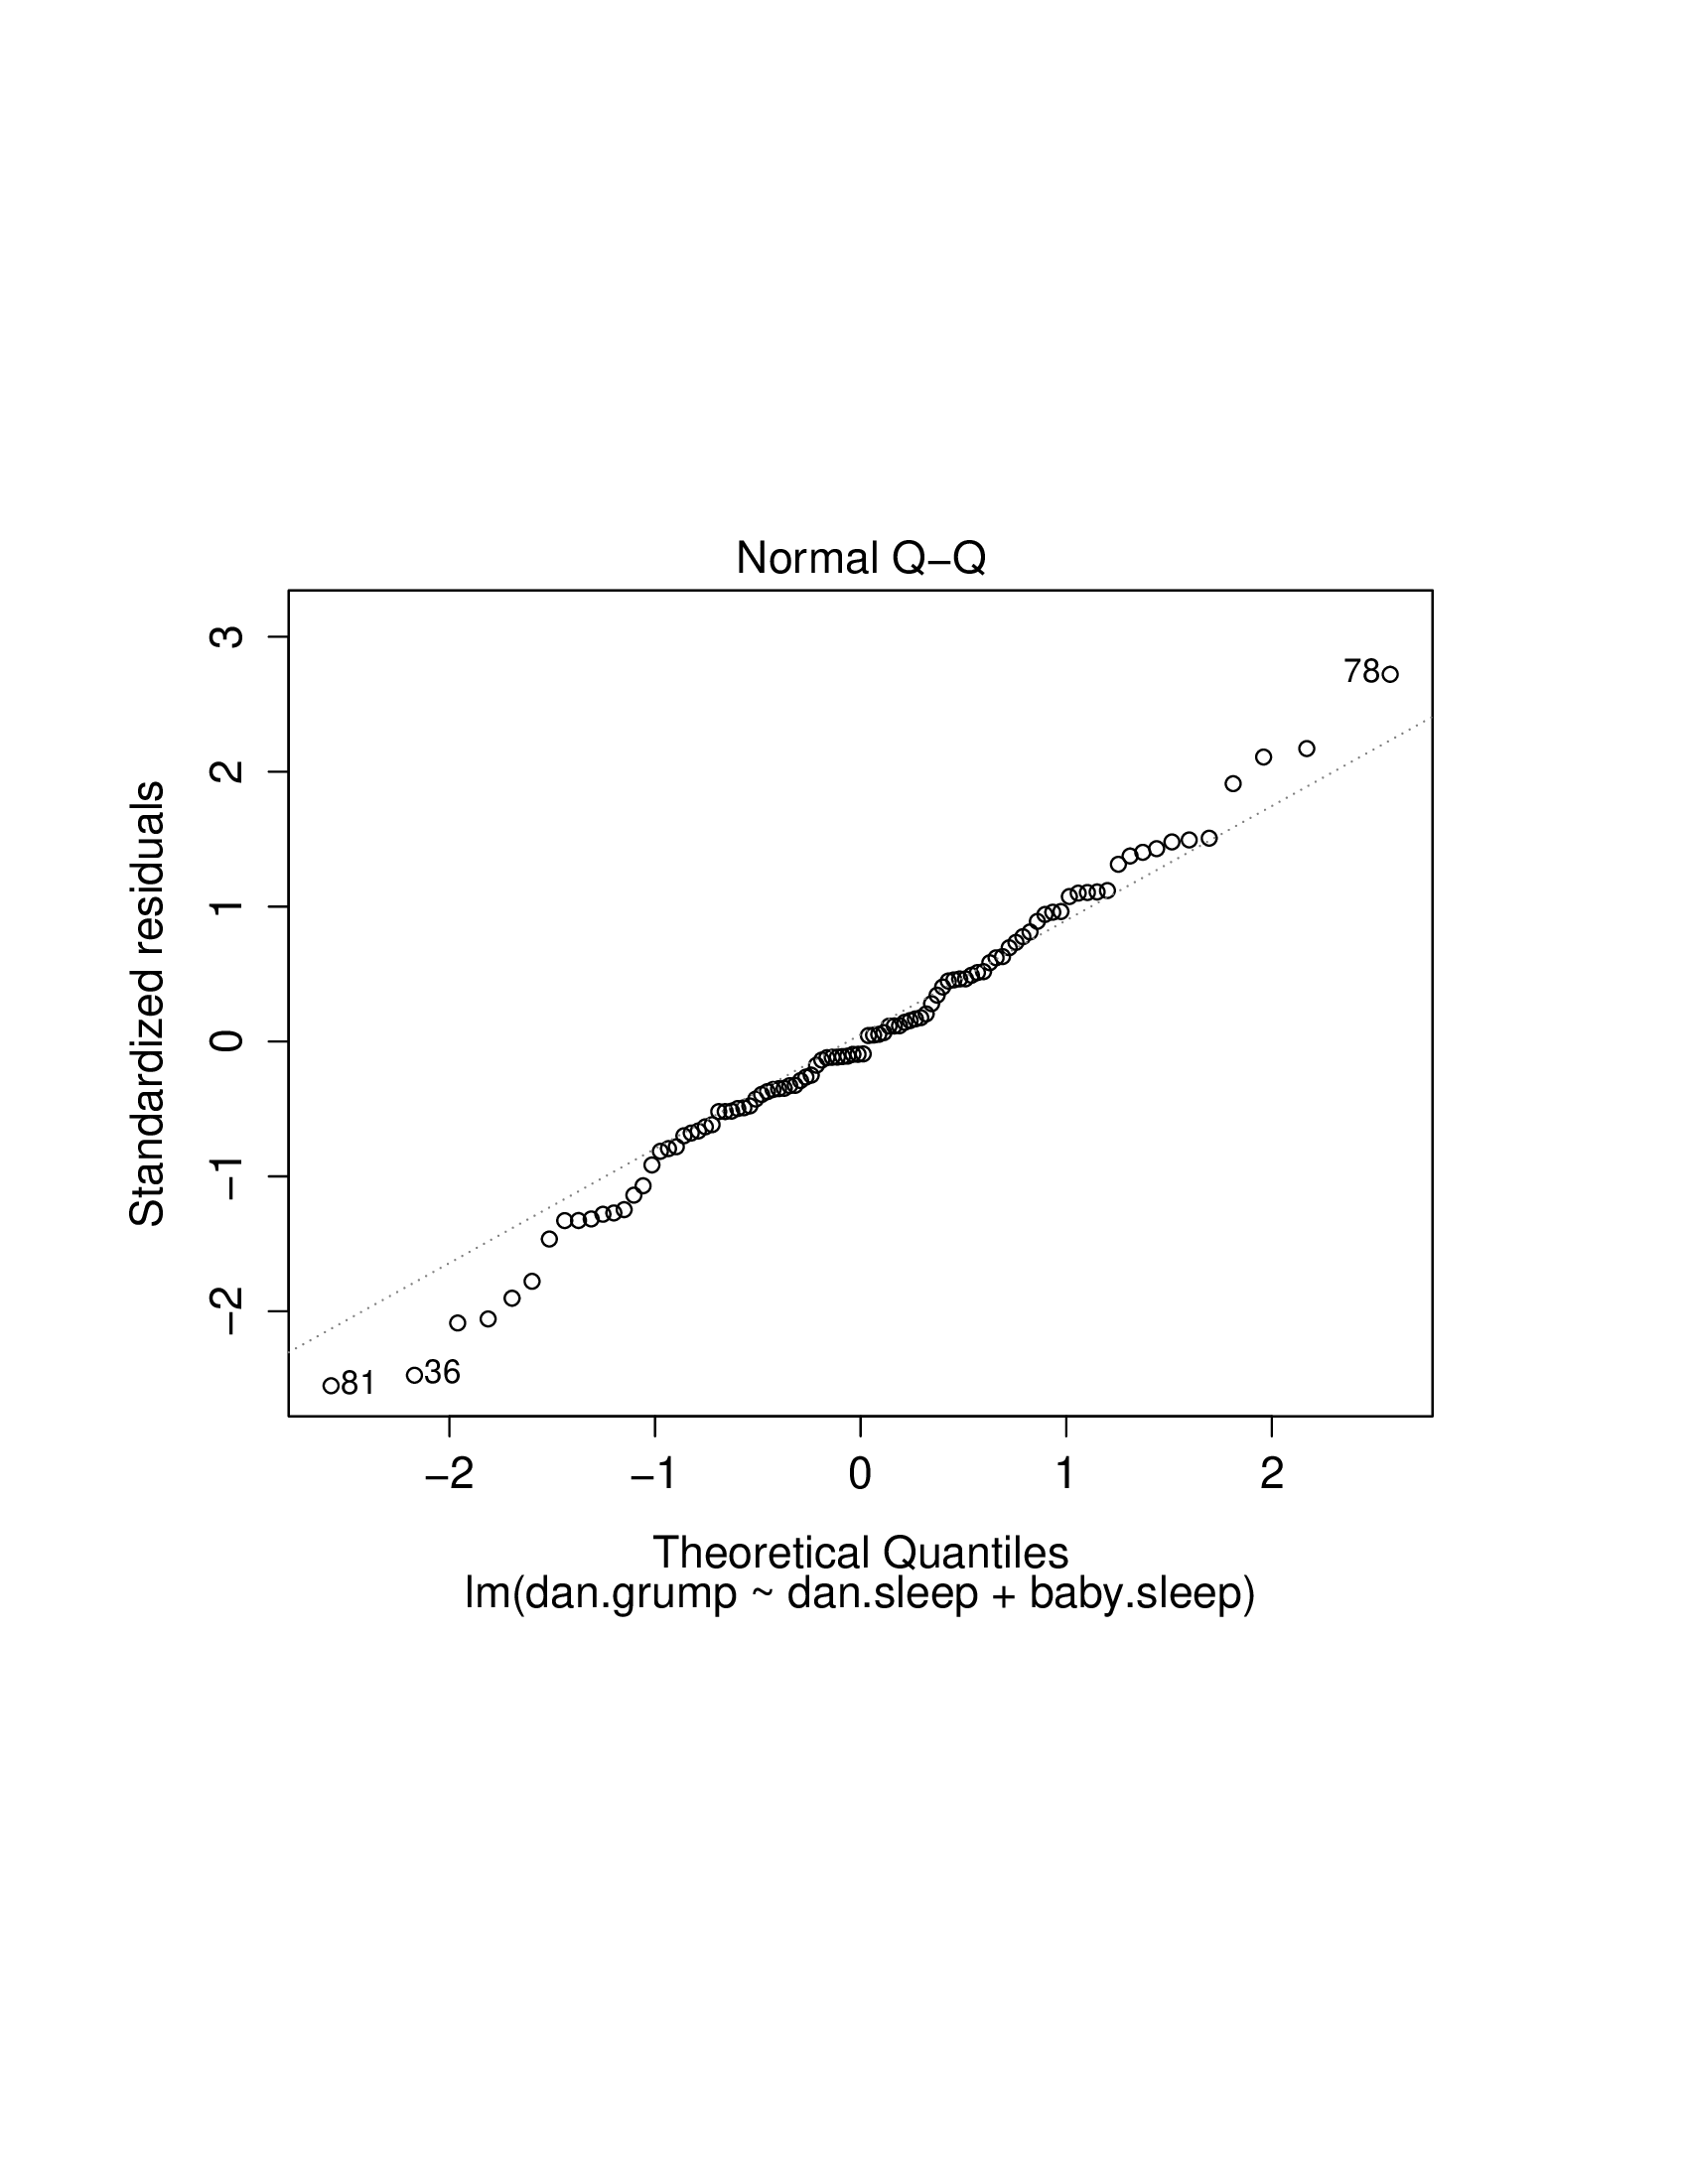 Normal Q−Q
3
2
1
0
−1
−2
Standardized residuals
78
81
36
−2 −1 0 1 2
Theoretical Quantiles
lm(dan.grump ~ dan.sleep + baby.sleep)